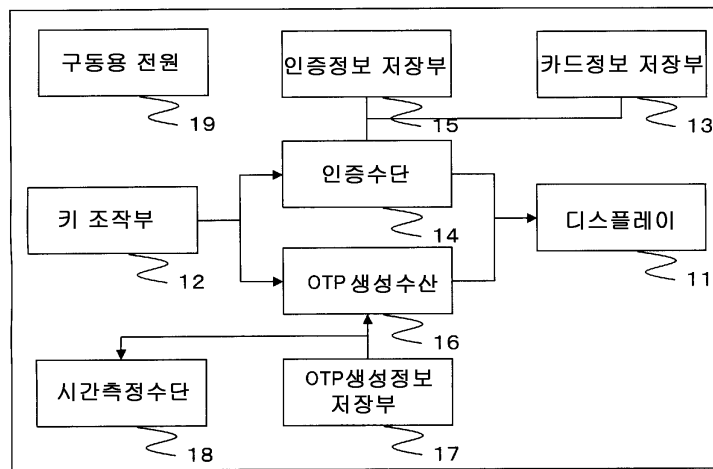 구동용 전원
19
인증정보 저장부
15
카드정보 저장부
13
키 조작부
12
인증수단
14
디스플레이
11
OTP 생성수산
16
시간측정수단
18
OTP생성정보
저장부
17